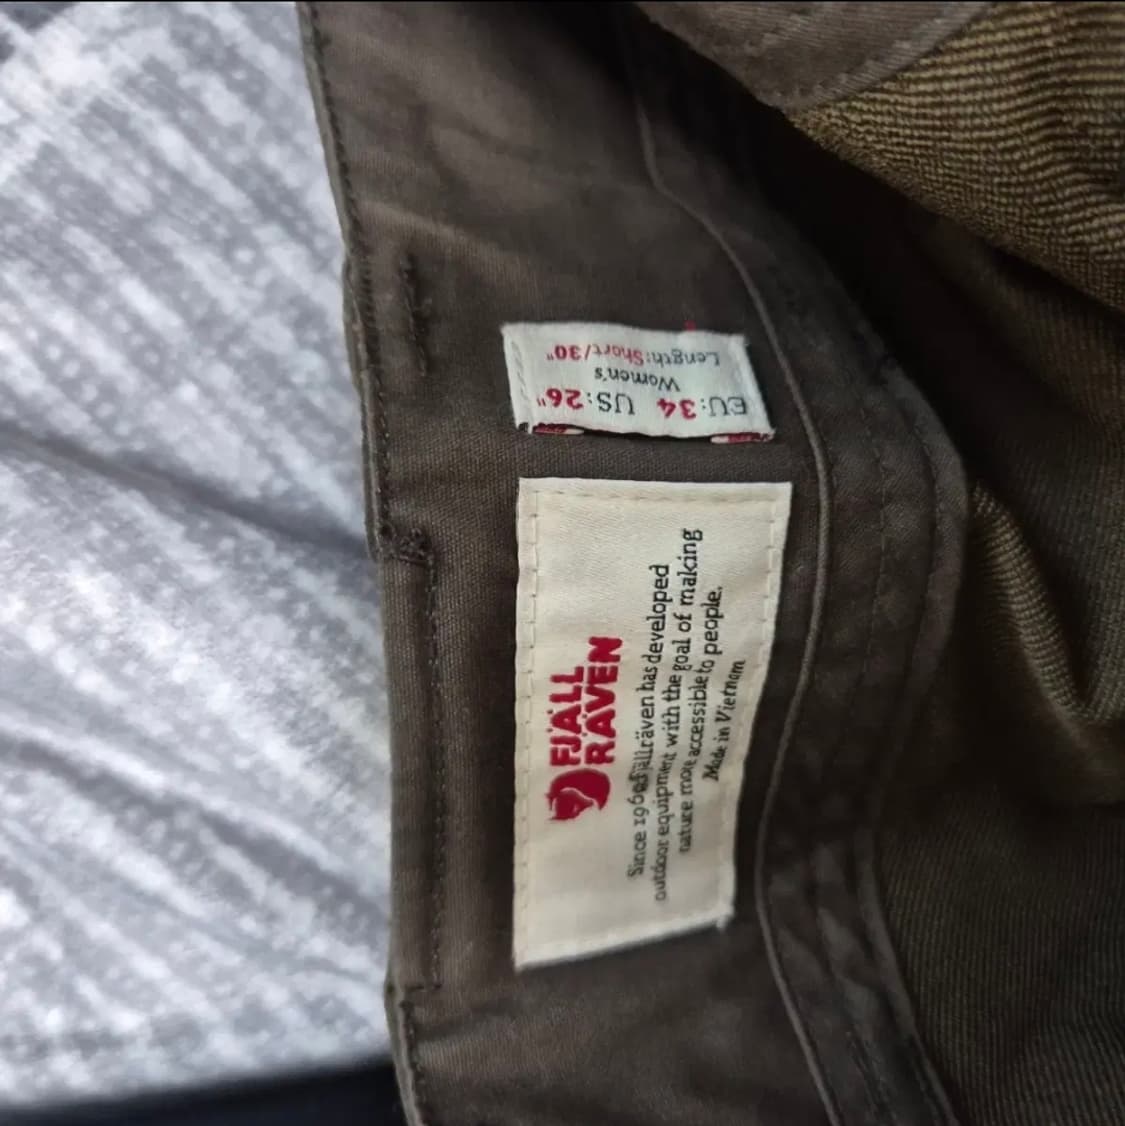 EU:34 US:26"
Women's
Length:Short/30"
FJÄLL
RÄVEN
Since 1960 Fjällräven has developed
outdoor equipment with the goal of making
nature more accessible to people.
Made in Vietnam